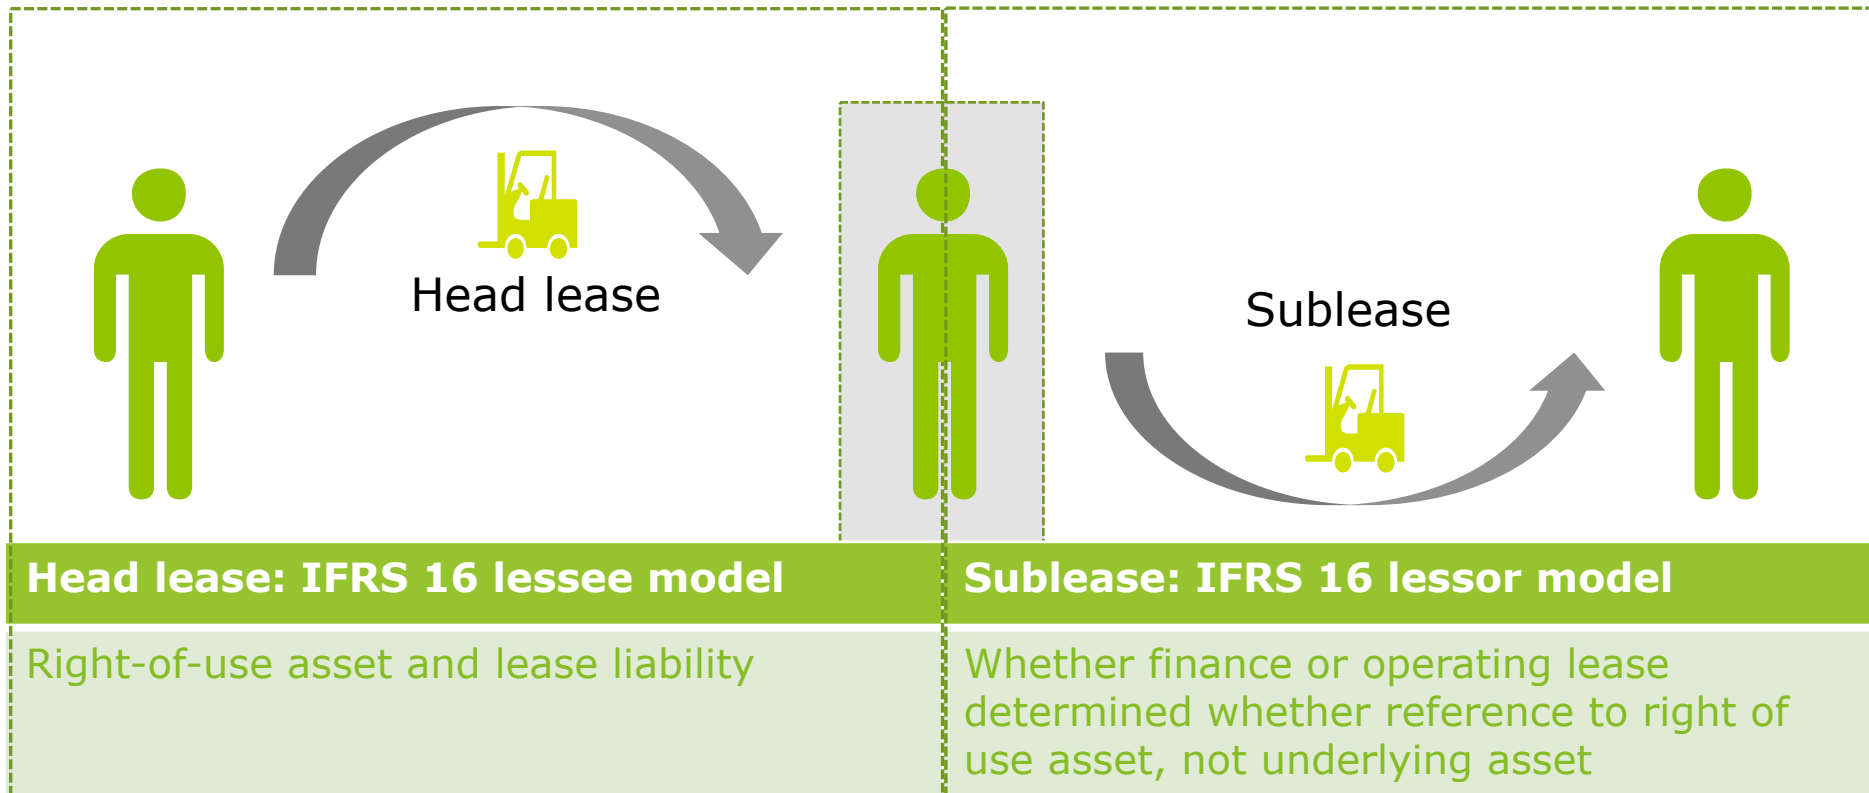 Head lease
Sublease
Head lease: IFRS 16 lessee model
Sublease: IFRS 16 lessor model
Right-of-use asset and lease liability
Whether finance or operating lease
determined whether reference to right of
use asset, not underlying asset